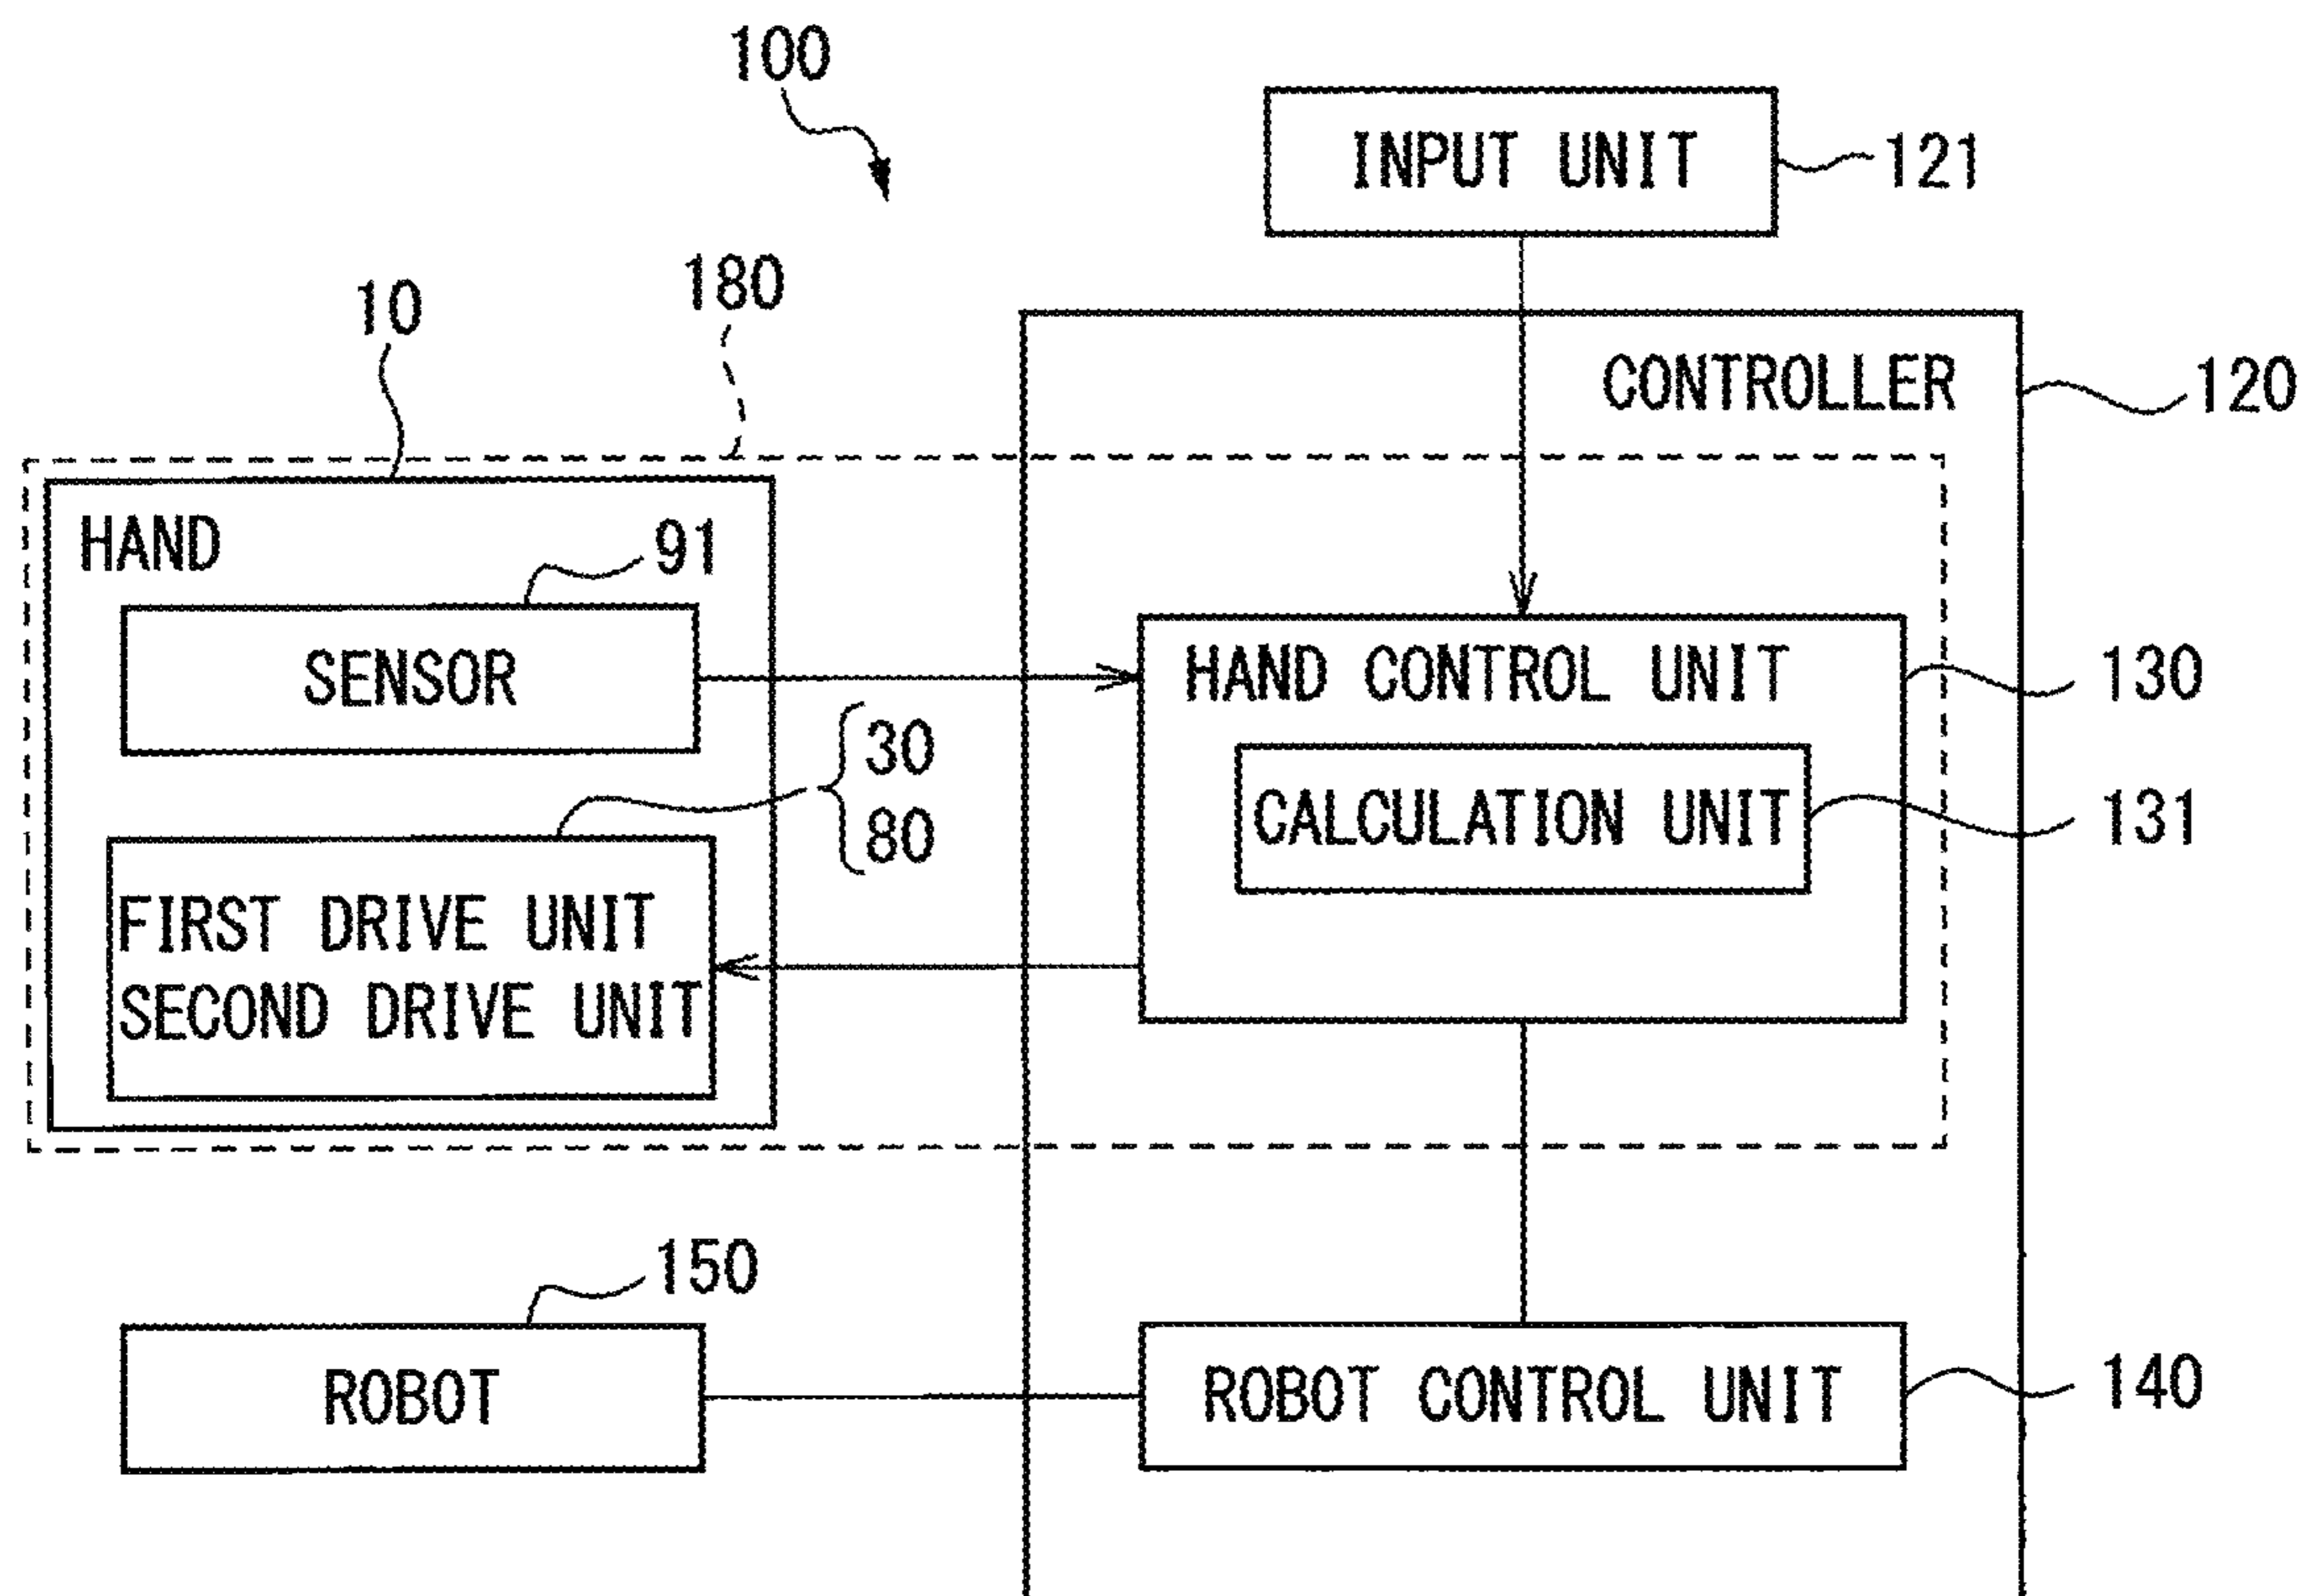 100
INPUT UNIT
121
10
180
CONTROLLER
120
HAND
91
SENSOR
HAND CONTROL UNIT
130
30
80
CALCULATION UNIT
131
FIRST DRIVE UNIT
SECOND DRIVE UNIT
150
ROBOT
ROBOT CONTROL UNIT
140